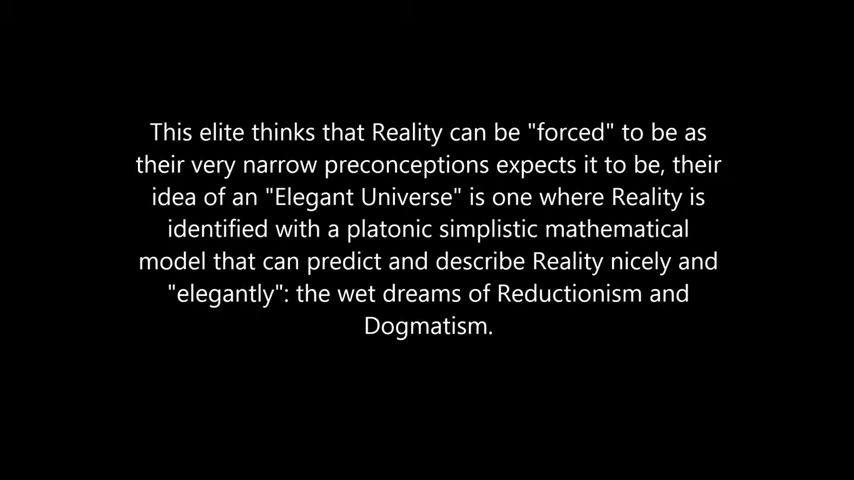 This elite thinks that Reality can be "forced" to be as
their very narrow preconceptions expects it to be, their
idea of an "Elegant Universe" is one where Reality is
identified with a platonic simplistic mathematical
model that can predict and describe Reality nicely and
"elegantly": the wet dreams of Reductionism and
Dogmatism.